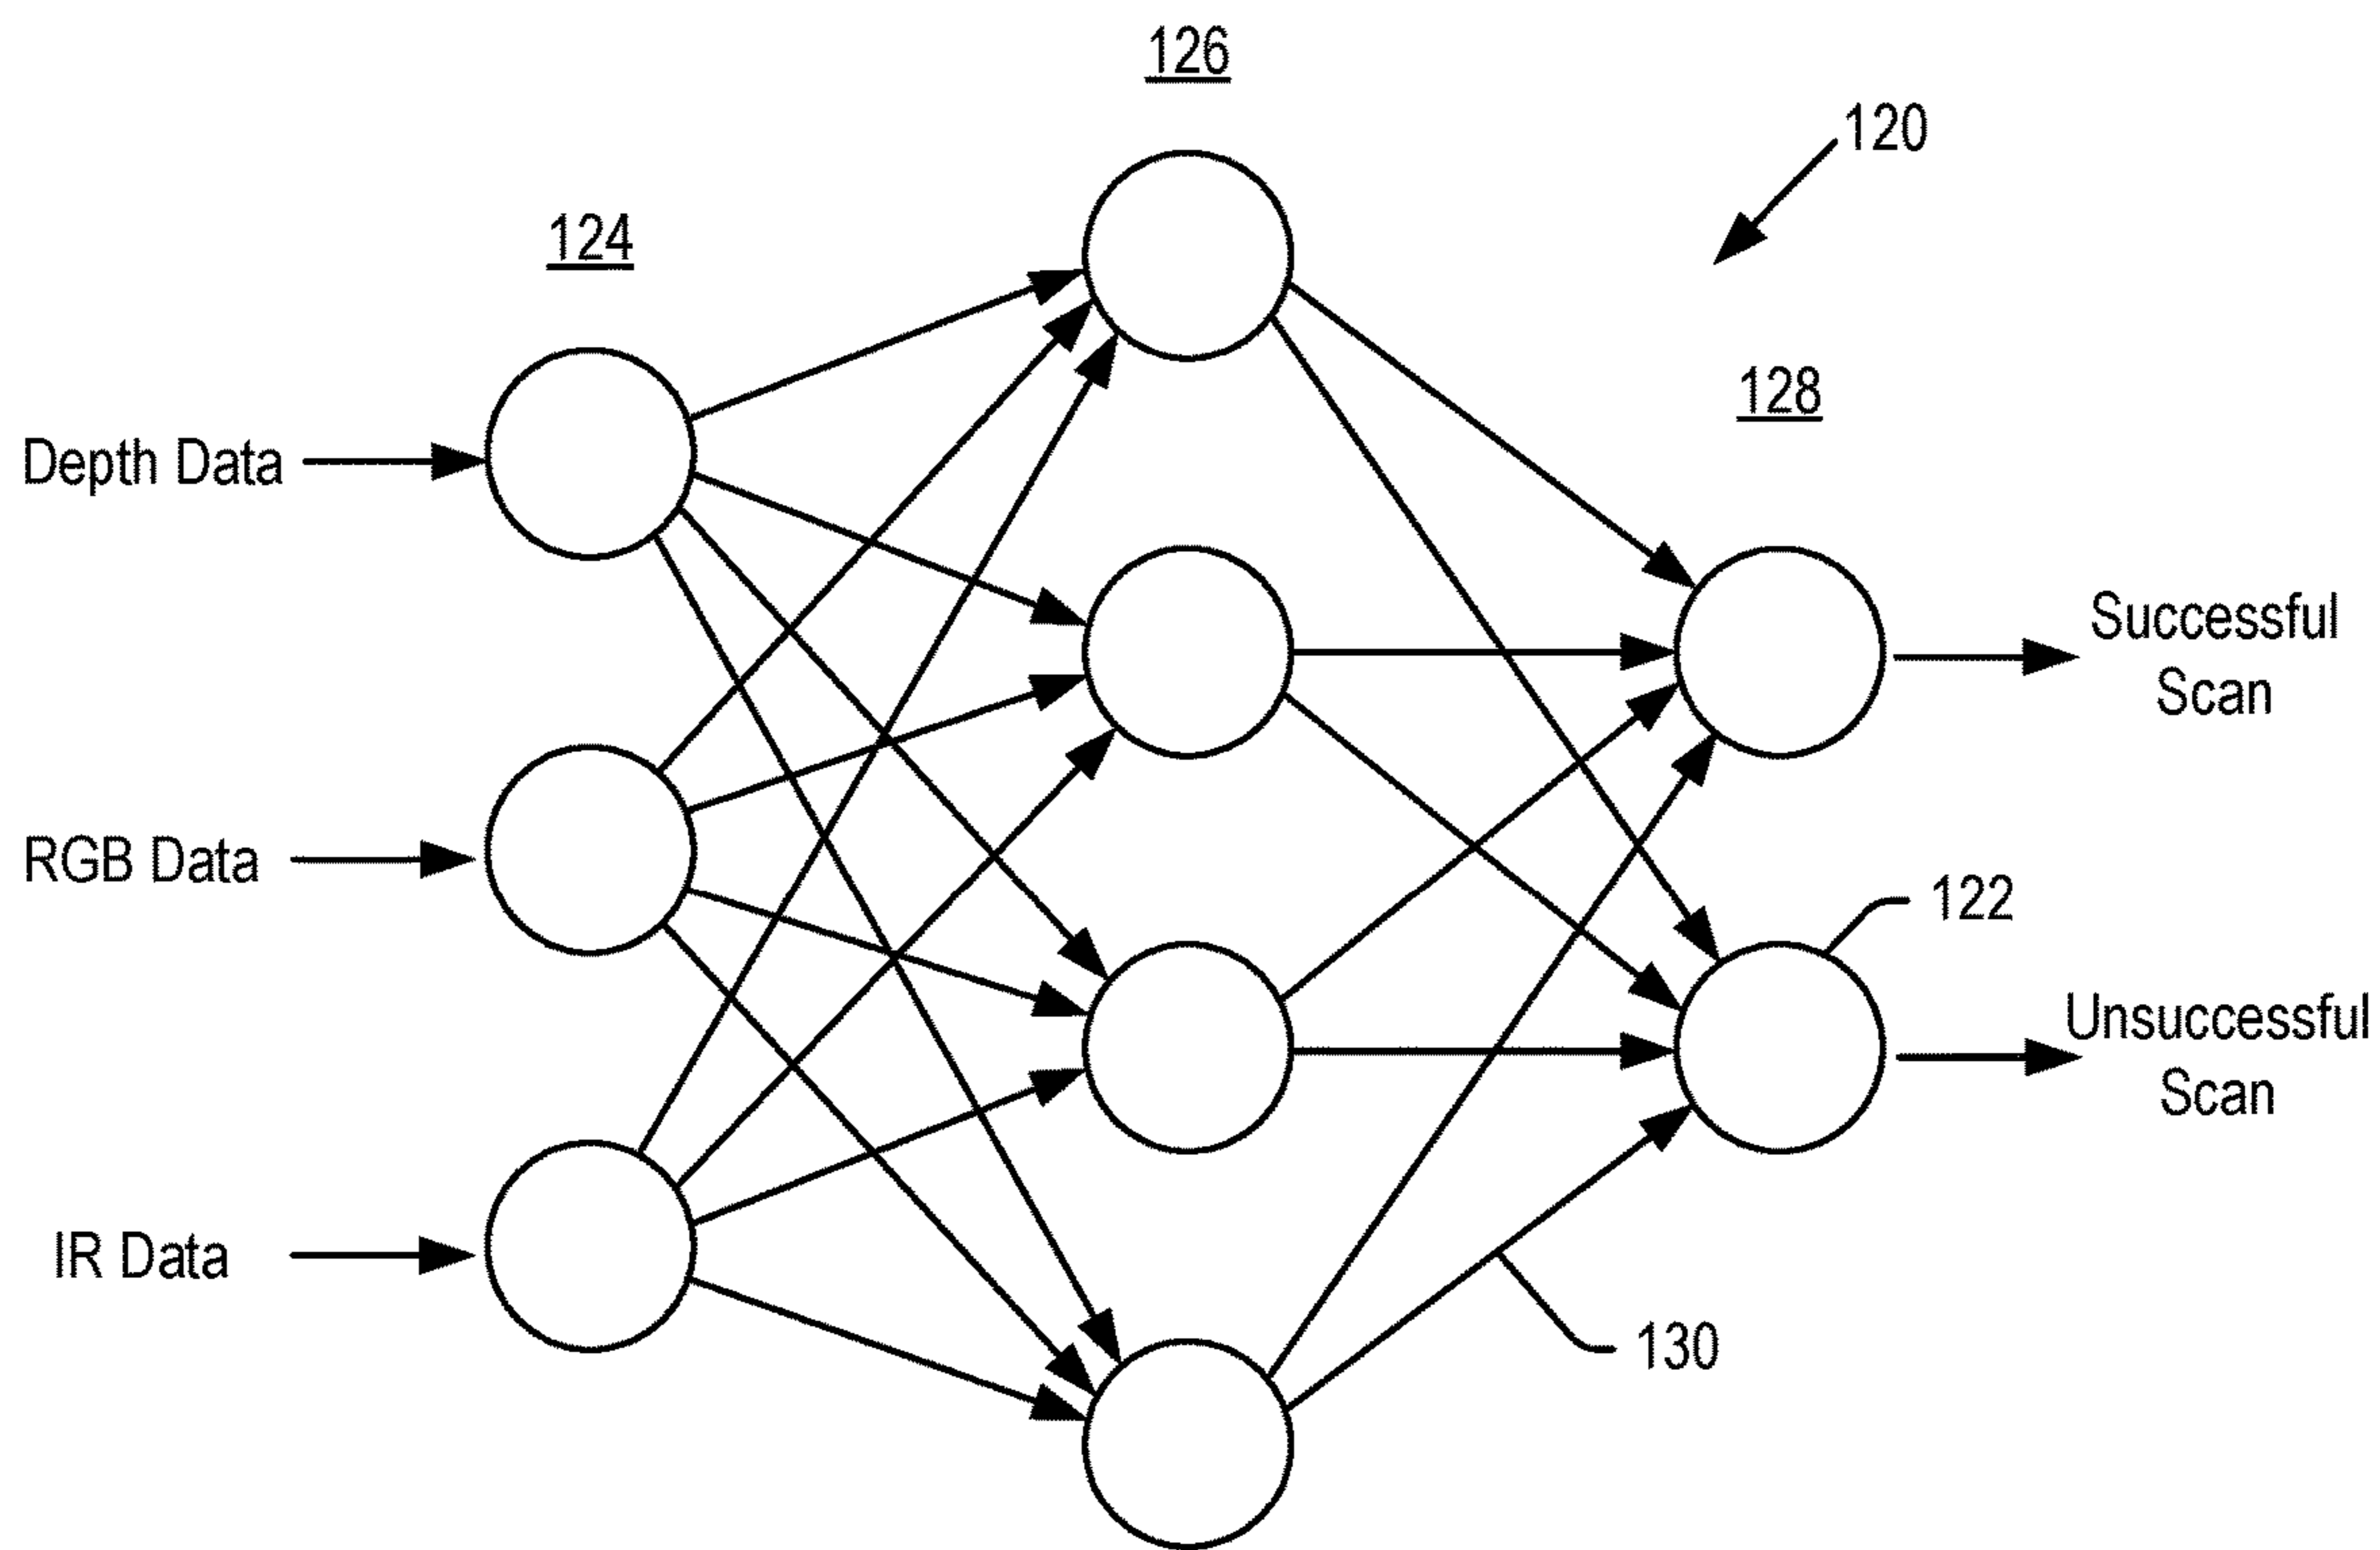 126
120
124
128
Depth Data
Successful
Scan
RGB Data
122
Unsuccessful
Scan
IR Data
130